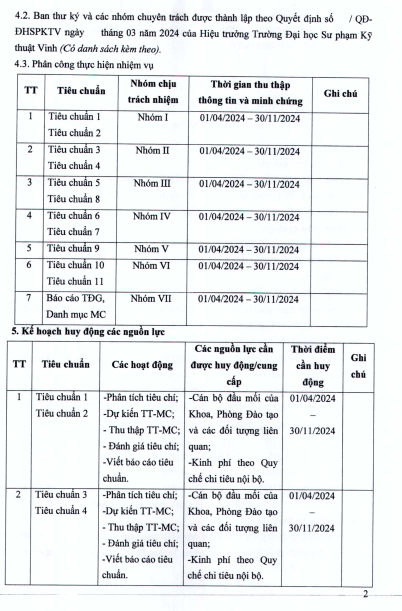 4.2. Ban thư ký và các nhóm chuyên trách được thành lập theo Quyết định số / QĐ-
ĐHSPKTV ngày tháng 03 năm 2024 của Hiệu trưởng Trường Đại học Sư phạm Kỹ
thuật Vinh (Có danh sách kèm theo).
4.3. Phân công thực hiện nhiệm vụ
TT Tiêu chuẩn Nhóm chịu trách nhiệm Thời gian thu thập thông tin và minh chứng Ghi chú
1 Tiêu chuẩn 1 Nhóm I 01/04/2024 – 30/11/2024
Tiêu chuẩn 2
2 Tiêu chuẩn 3 Nhóm II 01/04/2024 – 30/11/2024
Tiêu chuẩn 4
3 Tiêu chuẩn 5 Nhóm III 01/04/2024 – 30/11/2024
Tiêu chuẩn 8
4 Tiêu chuẩn 6 Nhóm IV 01/04/2024 – 30/11/2024
Tiêu chuẩn 7
5 Tiêu chuẩn 9 Nhóm V 01/04/2024 – 30/11/2024
6 Tiêu chuẩn 10 Nhóm VI 01/04/2024 – 30/11/2024
Tiêu chuẩn 11
7 Báo cáo TĐG, Nhóm VII 01/04/2024 – 30/11/2024
Danh mục MC
5. Kế hoạch huy động các nguồn lực
TT Tiêu chuẩn Các hoạt động Các nguồn lực cần được huy động/cung cấp Thời điểm cần huy động Ghi chú
1 Tiêu chuẩn 1 -Phân tích tiêu chí; -Cán bộ đầu mối của 01/04/2024
Tiêu chuẩn 2 -Dự kiến TT-MC; Khoa, Phòng Đào tạo –
- Thu thập TT-MC; và các đối tượng liên 30/11/2024
- Đánh giá tiêu chí; quan;
-Viết báo cáo tiêu -Kinh phí theo Quy
chuẩn. chế chi tiêu nội bộ.
2 Tiêu chuẩn 3 -Phân tích tiêu chí; -Cán bộ đầu mối của 01/04/2024
Tiêu chuẩn 4 -Dự kiến TT-MC; Khoa, Phòng Đào tạo –
- Thu thập TT-MC; và các đối tượng liên 30/11/2024
- Đánh giá tiêu chí; quan;
-Viết báo cáo tiêu -Kinh phí theo Quy
chuẩn. chế chi tiêu nội bộ.
2